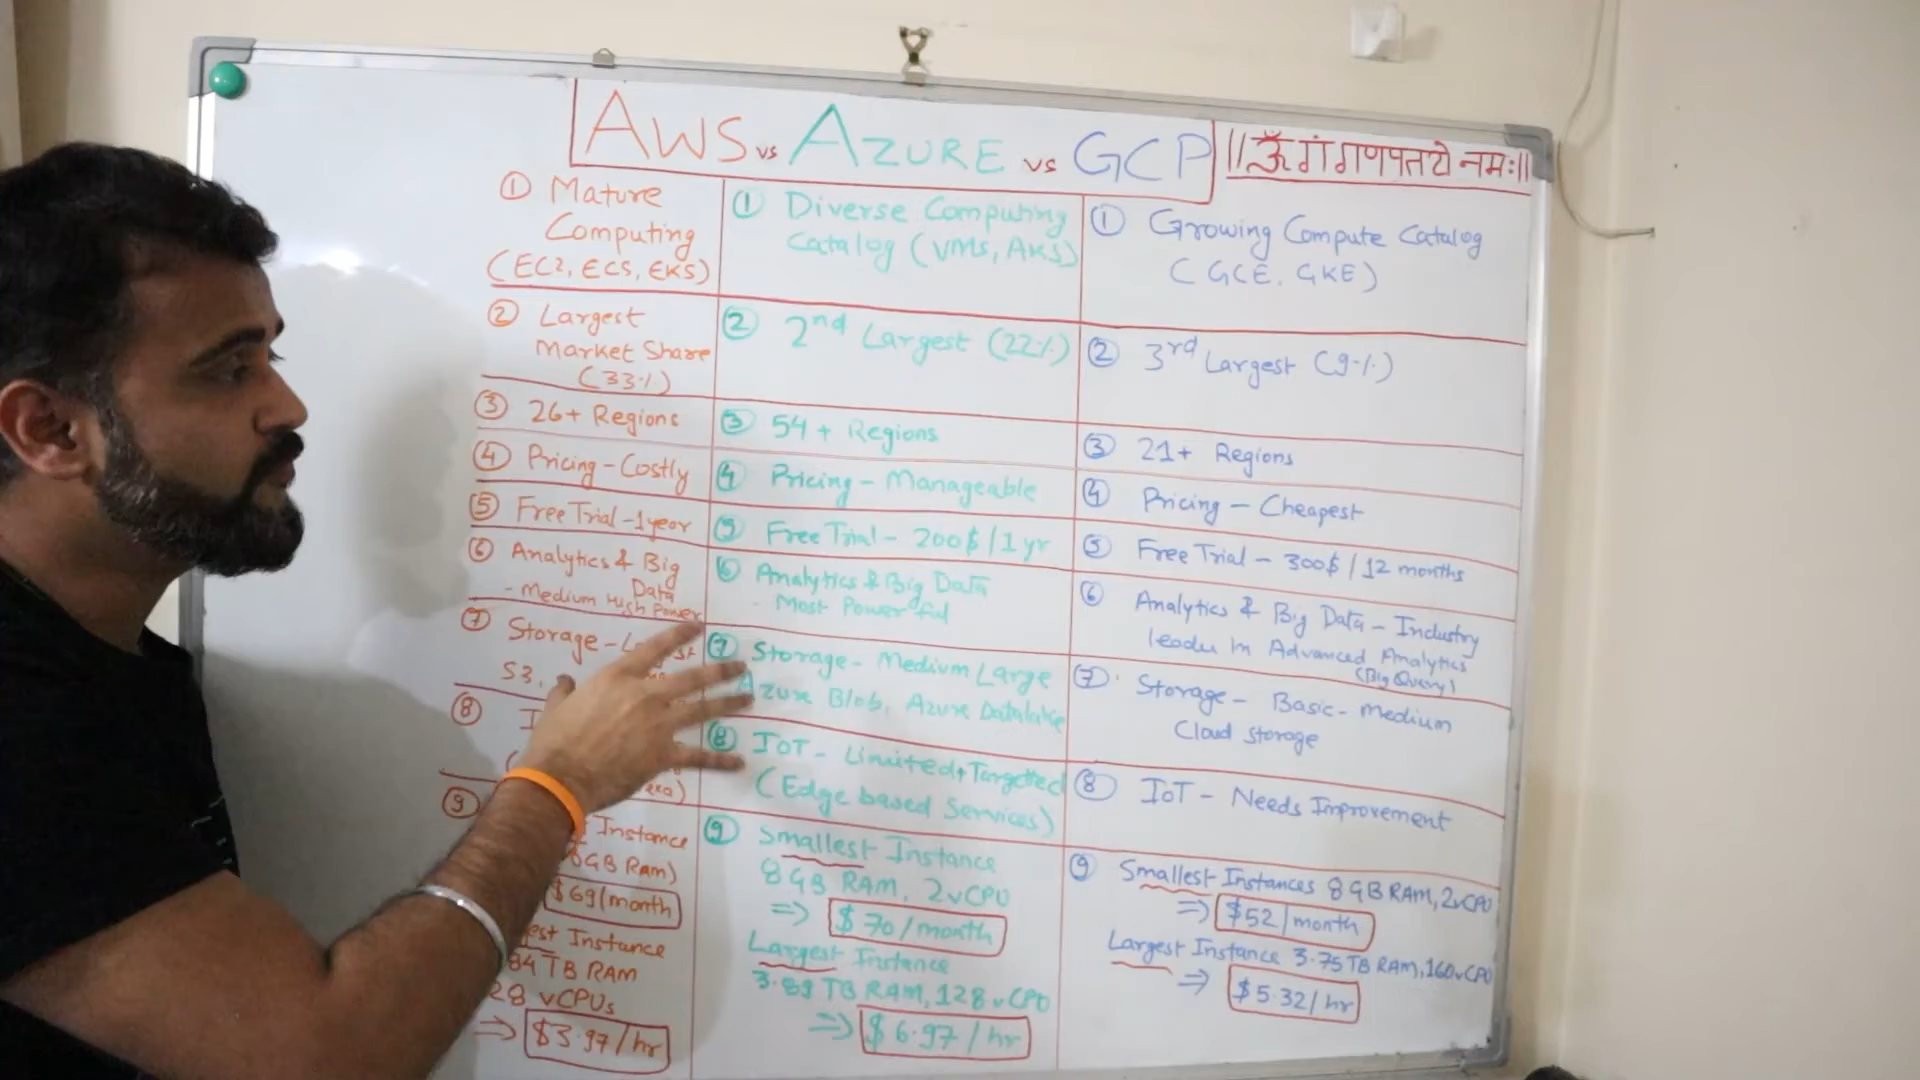 AWS vs AZURE vs GCP
||ॐ गं गणपतये नमः||
① Mature
Computing
(EC2, ECS, EKS)
② Largest
Market Share
(33%)
③ 26+ Regions
④ Pricing - Costly
⑤ Free Trial - 1 year
⑥ Analytics & Big
Data
- Medium High Power
⑦ Storage -
S3,
⑧
⑨
Instance
GB Ram)
$69/month
Instance
84 TB RAM
28 vCPUs
=> $3.97/hr
① Diverse Computing
Catalog (VMs, AKS)
② 2nd Largest (22%)
③ 54+ Regions
④ Pricing - Manageable
⑤ Free Trial - 200$/1yr
⑥ Analytics & Big Data
- Most Powerful
⑦ Storage - Medium Large
Azure Blob, Azure Datalake
⑧ IoT - Limited+Targetted
(Edge based Services)
⑨ Smallest Instance
8 GB RAM, 2vCPU
=> $70/month
Largest Instance
3.89 TB RAM, 128 vCPU
=> $6.97/hr
① Growing Compute Catalog
(GCE, GKE)
② 3rd Largest (9%)
③ 21+ Regions
④ Pricing - Cheapest
⑤ Free Trial - 300$/12 months
⑥ Analytics & Big Data - Industry
leader In Advanced Analytics
(Big Query)
⑦ Storage - Basic - Medium
Cloud Storage
⑧ IoT - Needs Improvement
⑨ Smallest Instances 8 GB RAM, 2vCPU
=> $52/month
Largest Instance 3.75 TB RAM, 160vCPU
=> $5.32/hr